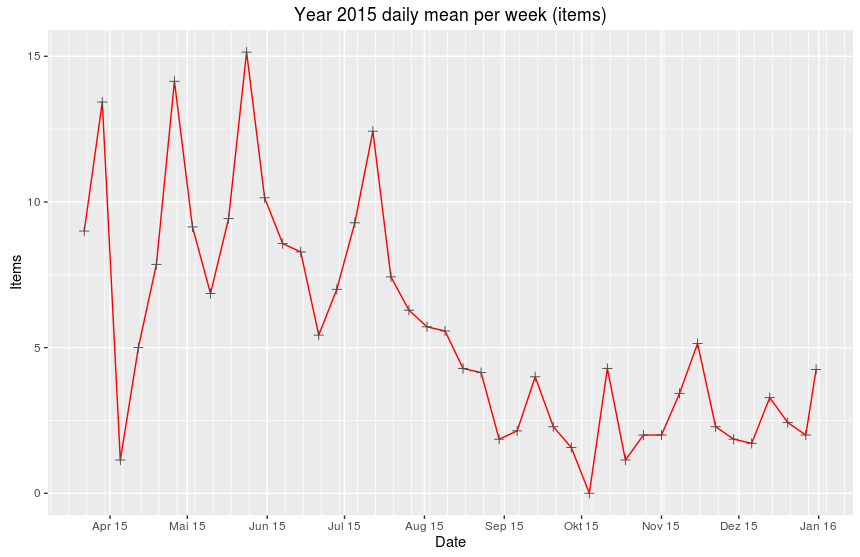 Year 2015 daily mean per week (items)
15
10
5
0
Items
Apr 15 Mai 15 Jun 15 Jul 15 Aug 15 Sep 15 Okt 15 Nov 15 Dez 15 Jan 16
Date